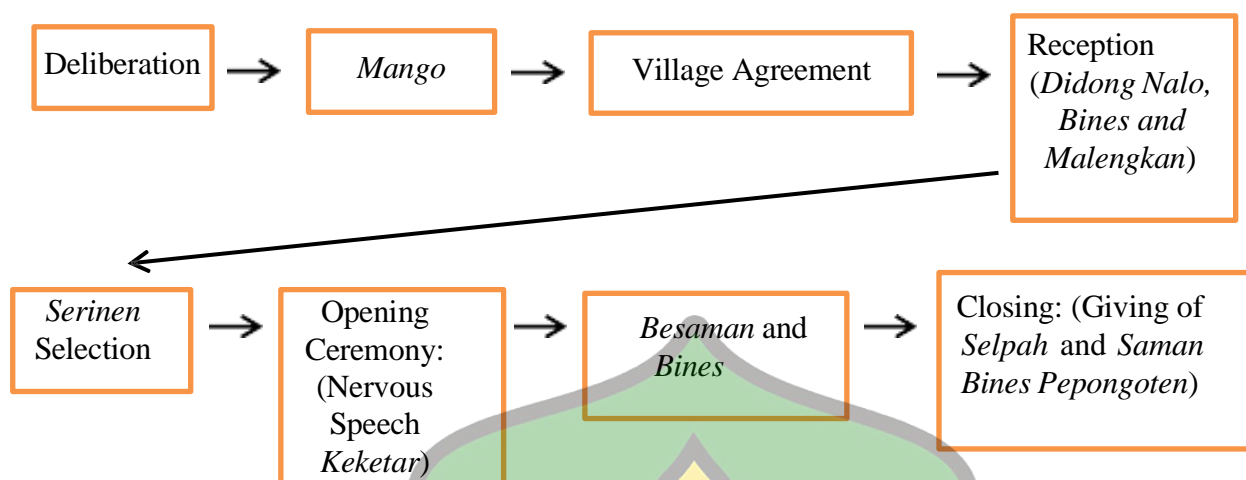 Deliberation
Mango
Village Agreement
Reception
(Didong Nalo,
Bines and
Malengkan)
Serinen
Selection
Opening
Ceremony:
(Nervous
Speech
Keketar)
Besaman and
Bines
Closing: (Giving of
Selpah and Saman
Bines Pepongoten)